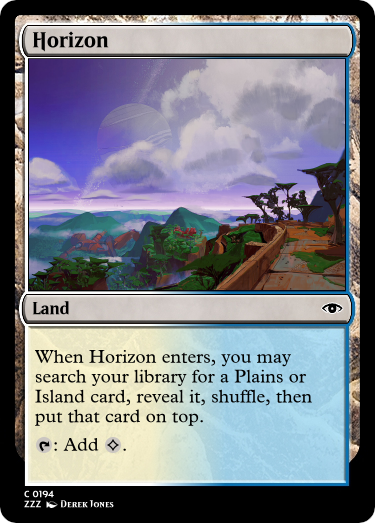 Horizon
Land
When Horizon enters, you may
search your library for a Plains or
Island card, reveal it, shuffle, then
put that card on top.
: Add .
C 0194
ZZZ Derek Jones